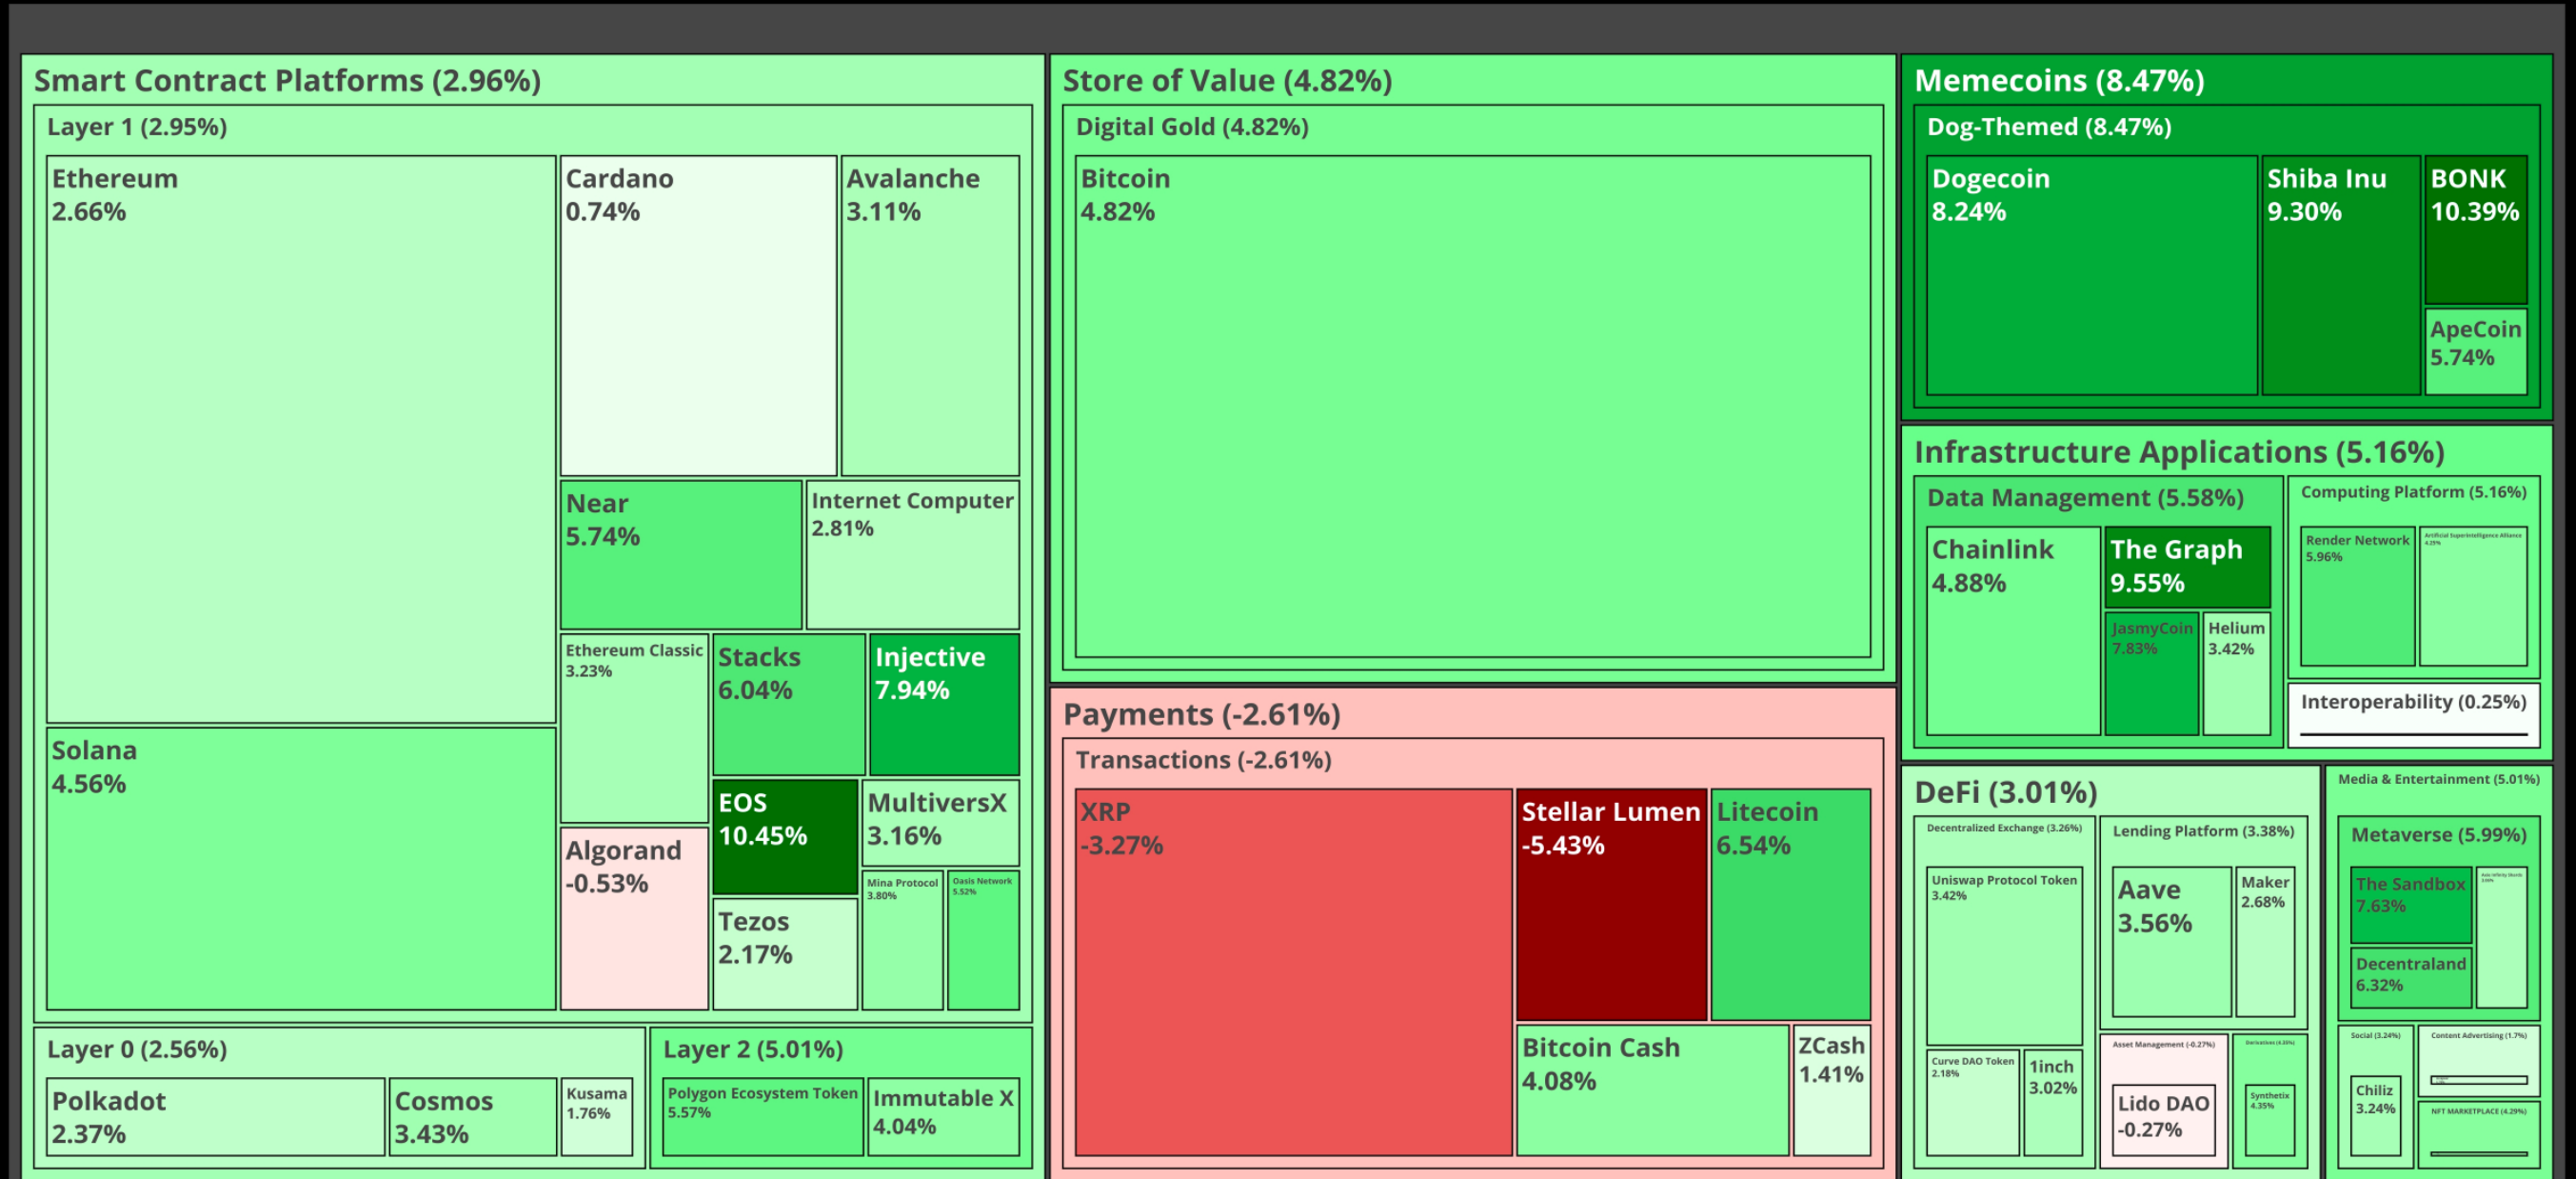 Smart Contract Platforms (2.96%)
Layer 1 (2.95%)
Ethereum
2.66%
Cardano
0.74%
Avalanche
3.11%
Near
5.74%
Internet Computer
2.81%
Ethereum Classic
3.23%
Stacks
6.04%
Injective
7.94%
Solana
4.56%
EOS
10.45%
MultiversX
3.16%
Algorand
-0.53%
Tezos
2.17%
Mina Protocol
3.80%
Oasis Network
5.52%
Layer 0 (2.56%)
Polkadot
2.37%
Cosmos
3.43%
Kusama
1.76%
Layer 2 (5.01%)
Polygon Ecosystem Token
5.57%
Immutable X
4.04%
Store of Value (4.82%)
Digital Gold (4.82%)
Bitcoin
4.82%
Payments (-2.61%)
Transactions (-2.61%)
XRP
-3.27%
Stellar Lumen
-5.43%
Litecoin
6.54%
Bitcoin Cash
4.08%
ZCash
1.41%
Memecoins (8.47%)
Dog-Themed (8.47%)
Dogecoin
8.24%
Shiba Inu
9.30%
BONK
10.39%
ApeCoin
5.74%
Infrastructure Applications (5.16%)
Data Management (5.58%)
Chainlink
4.88%
The Graph
9.55%
JasmyCoin
7.83%
Helium
3.42%
Computing Platform (5.16%)
Render Network
5.96%
Artificial Superintelligence Alliance
4.25%
Interoperability (0.25%)
DeFi (3.01%)
Decentralized Exchange (3.26%)
Uniswap Protocol Token
3.42%
Curve DAO Token
2.18%
1inch
3.02%
Lending Platform (3.38%)
Aave
3.56%
Maker
2.68%
Asset Management (-0.27%)
Lido DAO
-0.27%
Derivatives (4.35%)
Synthetix
4.35%
Media & Entertainment (5.01%)
Metaverse (5.99%)
The Sandbox
7.63%
Decentraland
6.32%
Axie Infinity Shards
Social (3.24%)
Chiliz
3.24%
Content Advertising (1.7%)
NFT MARKETPLACE (4.29%)